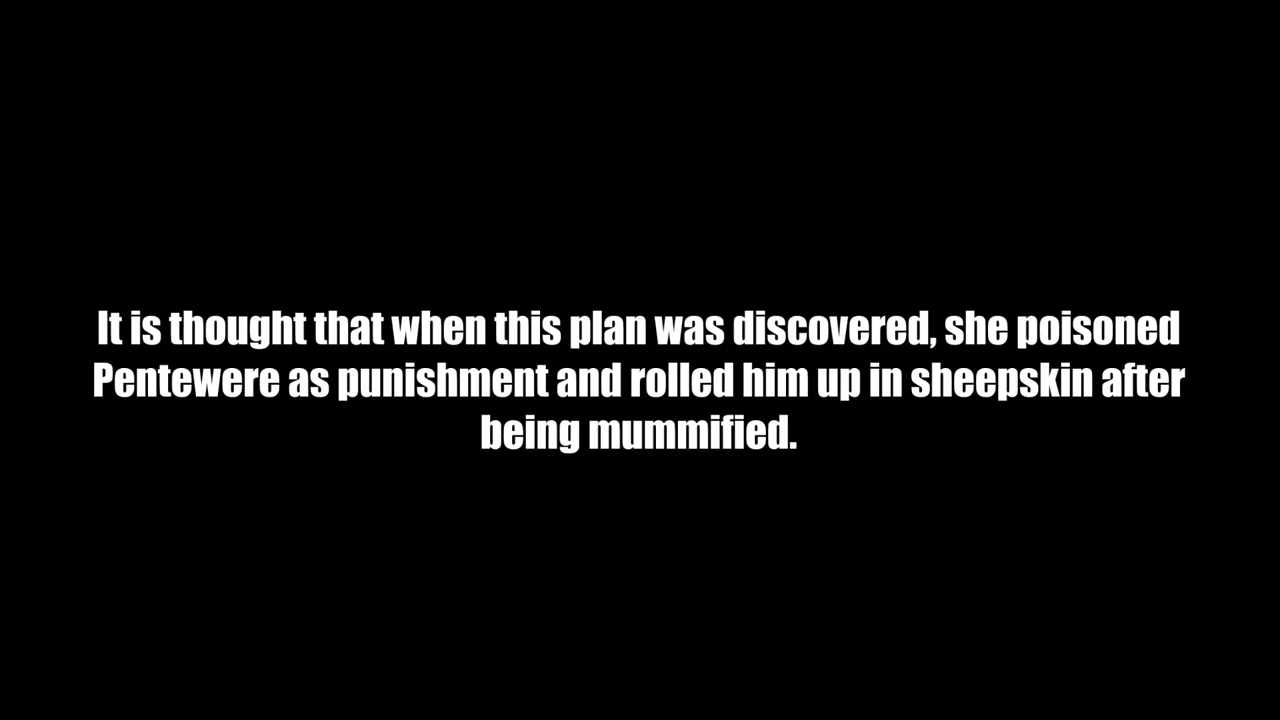 It is thought that when this plan was discovered, she poisoned
Pentewere as punishment and rolled him up in sheepskin after
being mummified.